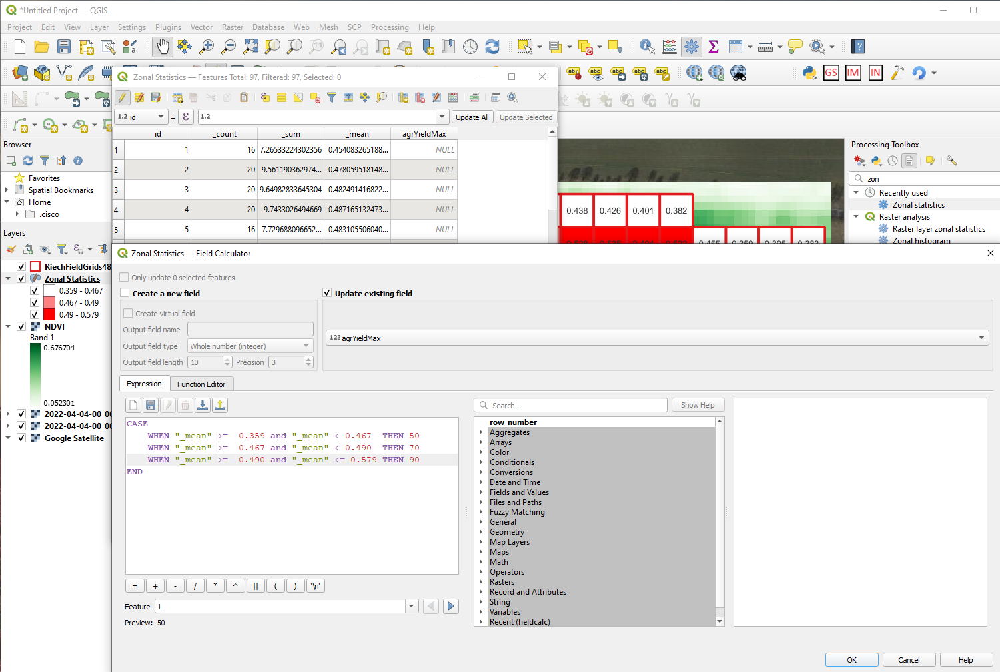 *Untitled Project — QGIS
Project Edit View Layer Settings Plugins Vector Raster Database Web Mesh SCP Processing Help
Zonal Statistics — Features Total: 97, Filtered: 97, Selected: 0
GS IM IN
1.2 id = ε 1.2 Update All Update Selected
id _count _sum _mean agrYieldMax
1 1 16 7.26533224302356 0.454083265188... NULL
2 2 20 9.561190362974... 0.478059518148... NULL
3 3 20 9.64982833645304 0.482491416822... NULL
4 4 20 9.7433026494669 0.487165132473... NULL
5 5 16 7.729688096652... 0.483105506040... NULL
Browser
Favorites
Spatial Bookmarks
Home
.cisco
Layers
RiechFieldGrids48
Zonal Statistics
0.359 - 0.467
0.467 - 0.49
0.49 - 0.579
NDVI
Band 1
0.676704
0.052301
2022-04-04-00_00
2022-04-04-00_00
Google Satellite
0.438 0.426 0.401 0.382
Processing Toolbox
zon
Recently used
Zonal statistics
Raster analysis
Raster layer zonal statistics
Zonal histogram
Zonal Statistics — Field Calculator
Only update 0 selected features
Create a new field
Update existing field
Create virtual field
Output field name
Output field type Whole number (integer)
Output field length 10 Precision 3
123 agrYieldMax
Expression Function Editor
CASE
WHEN "_mean" >= 0.359 and "_mean" < 0.467 THEN 50
WHEN "_mean" >= 0.467 and "_mean" < 0.490 THEN 70
WHEN "_mean" >= 0.490 and "_mean" <= 0.579 THEN 90
END
= + - / * ^ || ( ) '\n'
Feature 1
Preview: 50
Search... Show Help
row_number
Aggregates
Arrays
Color
Conditionals
Conversions
Date and Time
Fields and Values
Files and Paths
Fuzzy Matching
General
Geometry
Map Layers
Maps
Math
Operators
Rasters
Record and Attributes
String
Variables
Recent (fieldcalc)
OK Cancel Help